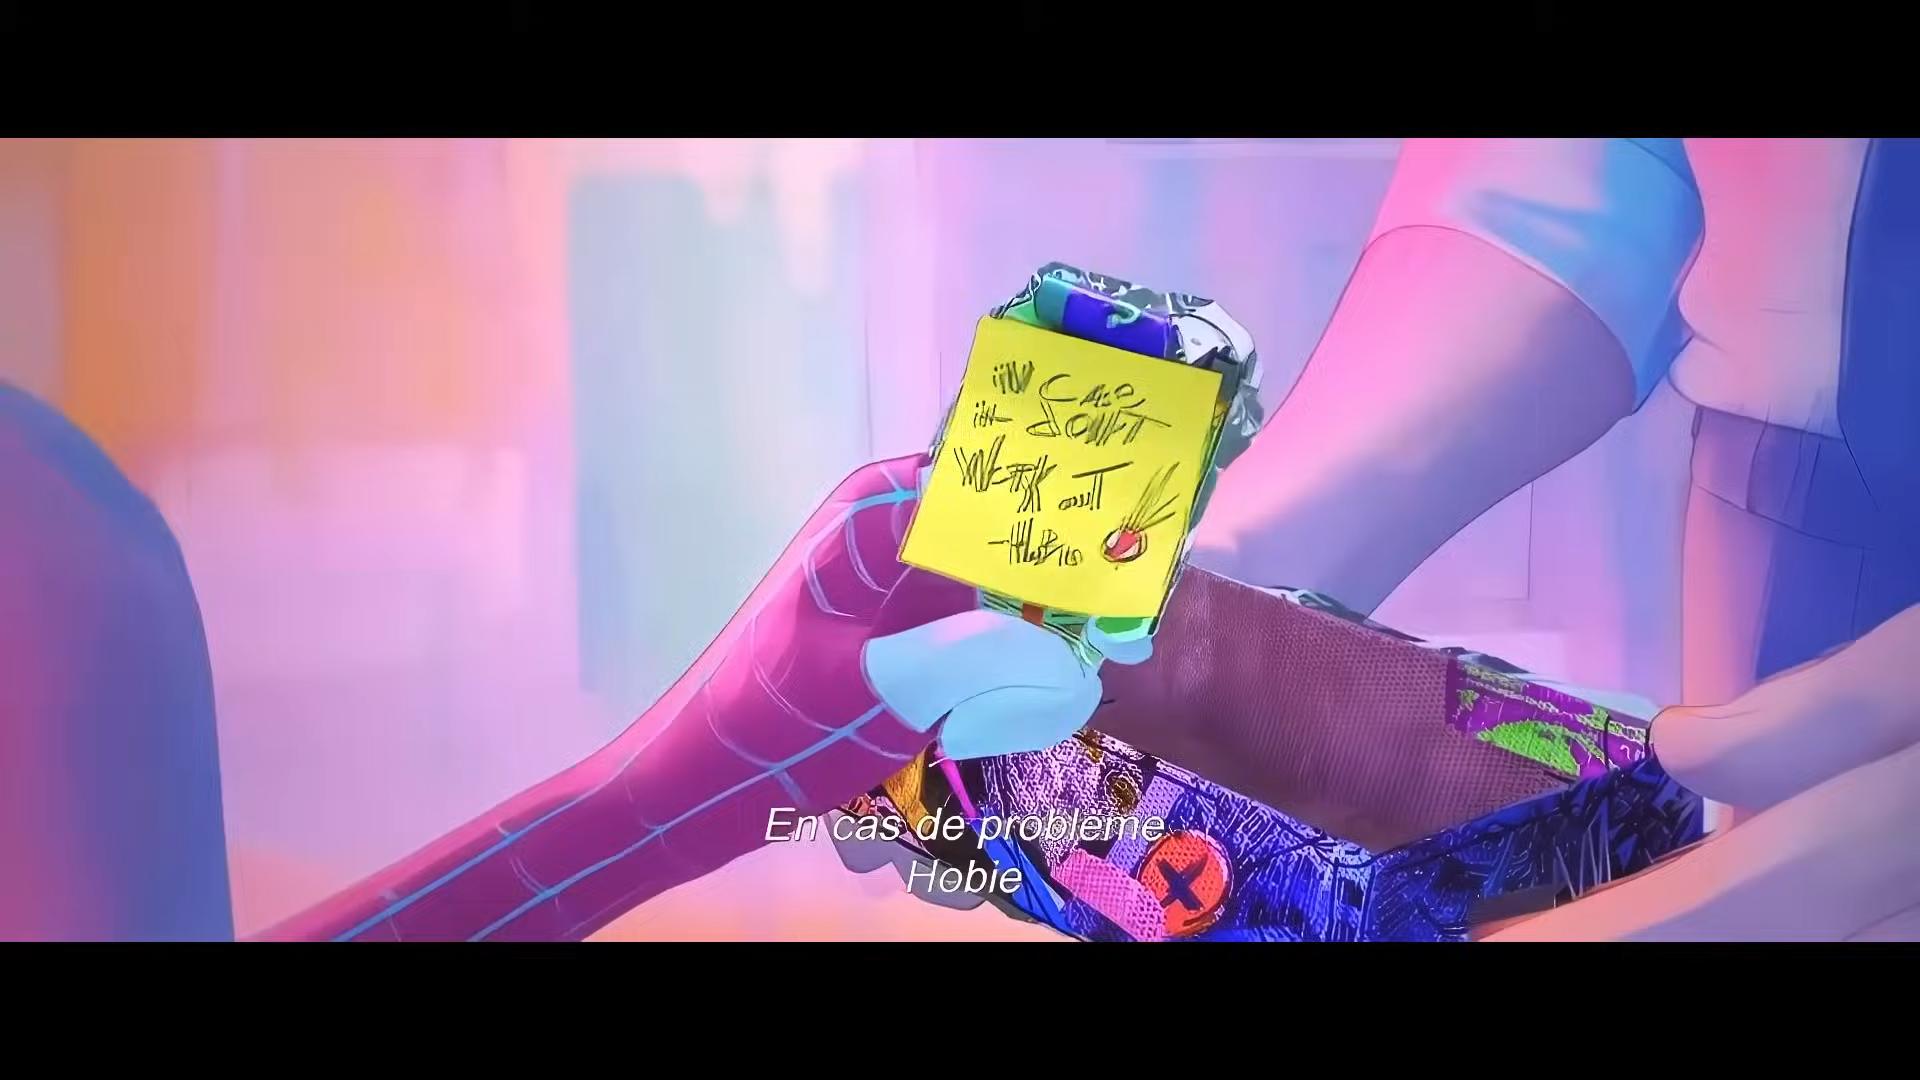 iN CASE
iT DON'T
WORK OUT
-HOBIE
En cas de problème
Hobie